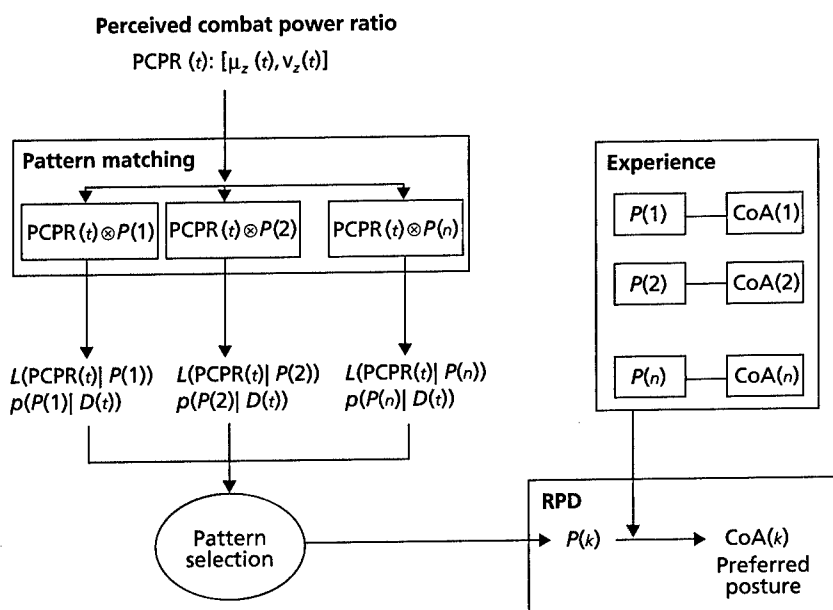 Perceived combat power ratio
PCPR (t): [μz (t), νz(t)]
Pattern matching
PCPR(t)⊗P(1)
PCPR(t)⊗P(2)
PCPR(t)⊗P(n)
L(PCPR(t)| P(1))
p(P(1)| D(t))
L(PCPR(t)| P(2))
p(P(2)| D(t))
L(PCPR(t)| P(n))
p(P(n)| D(t))
Pattern
selection
Experience
P(1)
CoA(1)
P(2)
CoA(2)
P(n)
CoA(n)
RPD
P(k)
CoA(k)
Preferred
posture